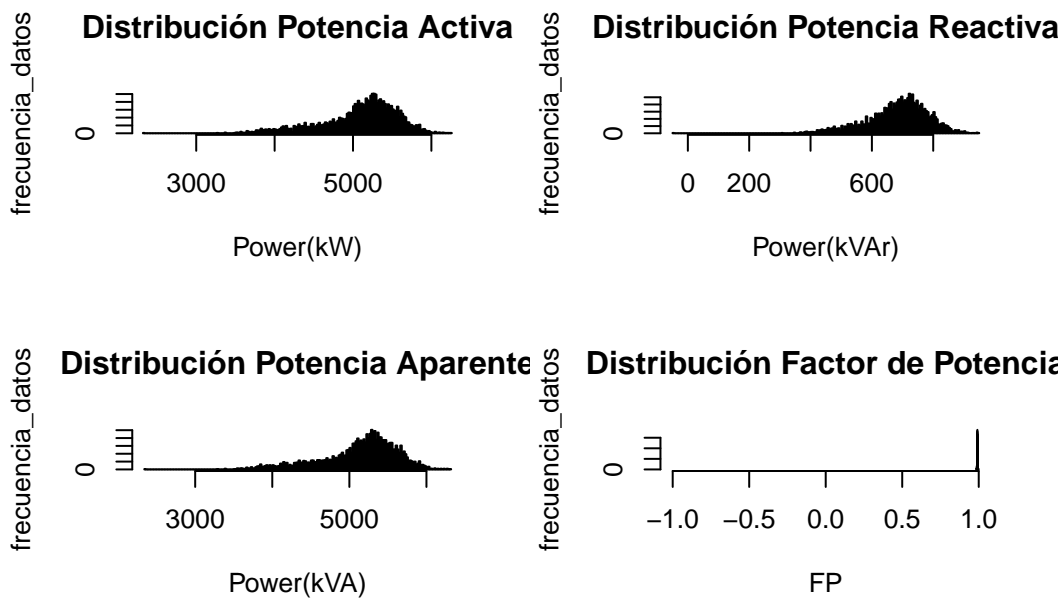 Distribución Potencia Activa
frecuencia_datos
0
3000 5000
Power(kW)
Distribución Potencia Reactiva
frecuencia_datos
0
0 200 600
Power(kVAr)
Distribución Potencia Aparente
frecuencia_datos
0
3000 5000
Power(kVA)
Distribución Factor de Potencia
frecuencia_datos
0
−1.0 −0.5 0.0 0.5 1.0
FP